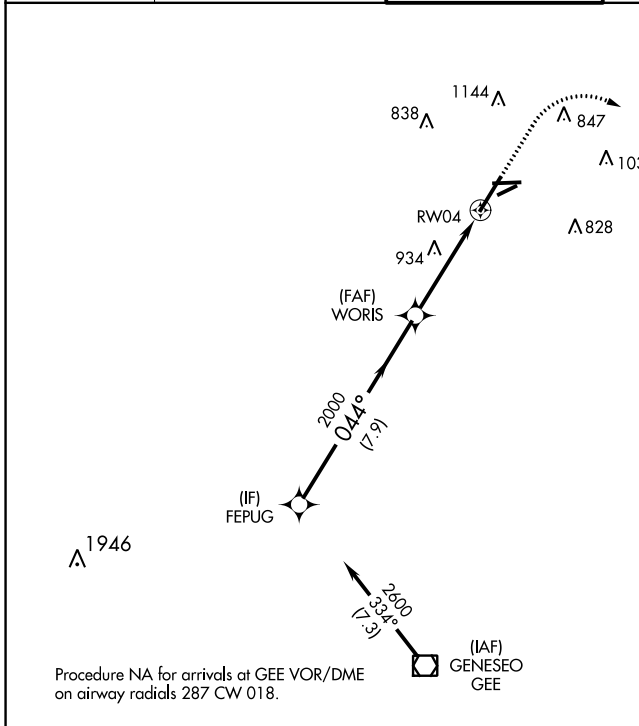 1144
838
847
103
RW04
828
934
(FAF)
WORIS
2000
044°
(7.9)
(IF)
FEPUG
1946
2600
334°
(7.3)
(IAF)
GENESEO
GEE
Procedure NA for arrivals at GEE VOR/DME
on airway radials 287 CW 018.